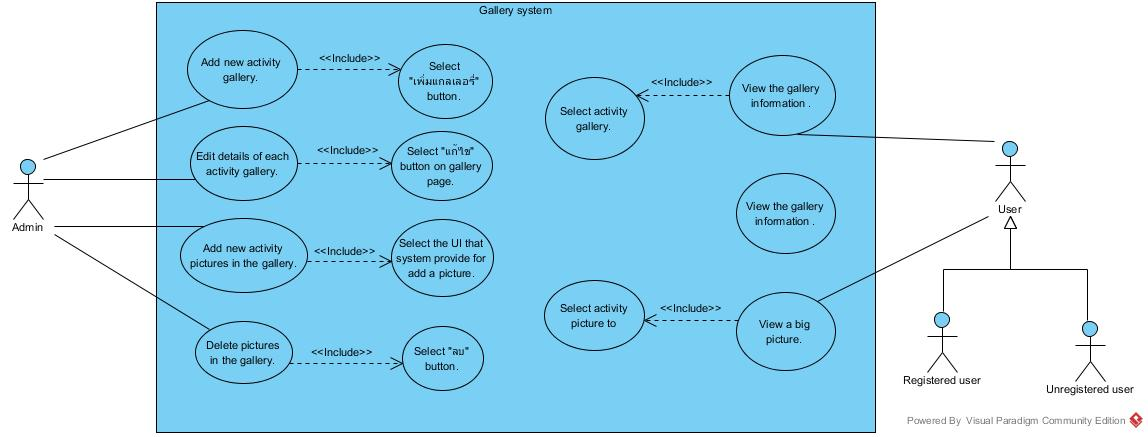 Gallery system
Add new activity
gallery.
<<Include>>
Select
"เพิ่มแกลเลอรี่"
button.
Edit details of each
activity gallery.
<<Include>>
Select "แก้ไข"
button on gallery
page.
Add new activity
pictures in the gallery.
<<Include>>
Select the UI that
system provide for
add a picture.
Delete pictures
in the gallery.
<<Include>>
Select "ลบ"
button.
Admin
Select activity
gallery.
<<Include>>
View the gallery
information .
View the gallery
information .
Select activity
picture to
<<Include>>
View a big
picture.
User
Registered user
Unregistered user
Powered By Visual Paradigm Community Edition